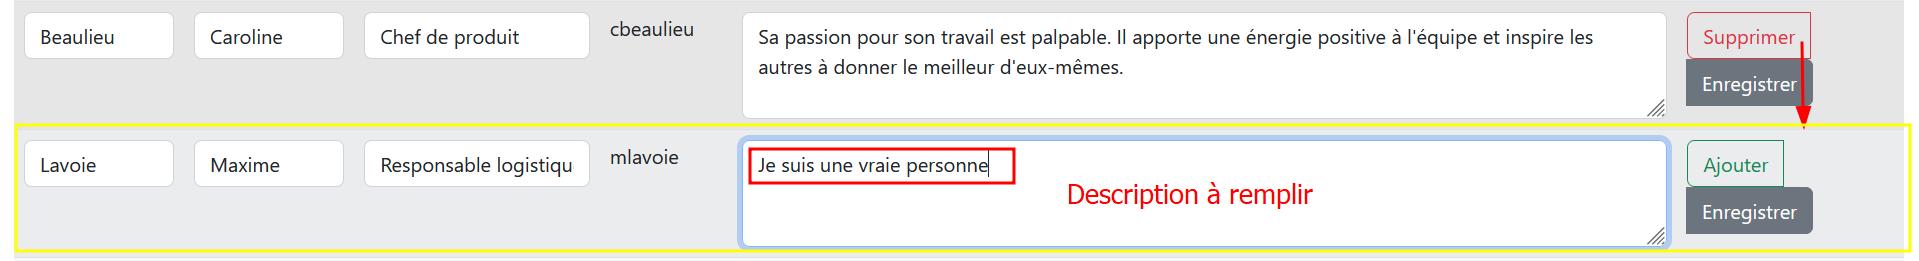 Beaulieu Caroline Chef de produit cbeaulieu Sa passion pour son travail est palpable. Il apporte une énergie positive à l'équipe et inspire les Supprimer
autres à donner le meilleur d'eux-mêmes. Enregistrer
Lavoie Maxime Responsable logistiqu mlavoie Je suis une vraie personne Ajouter
Description à remplir
Enregistrer